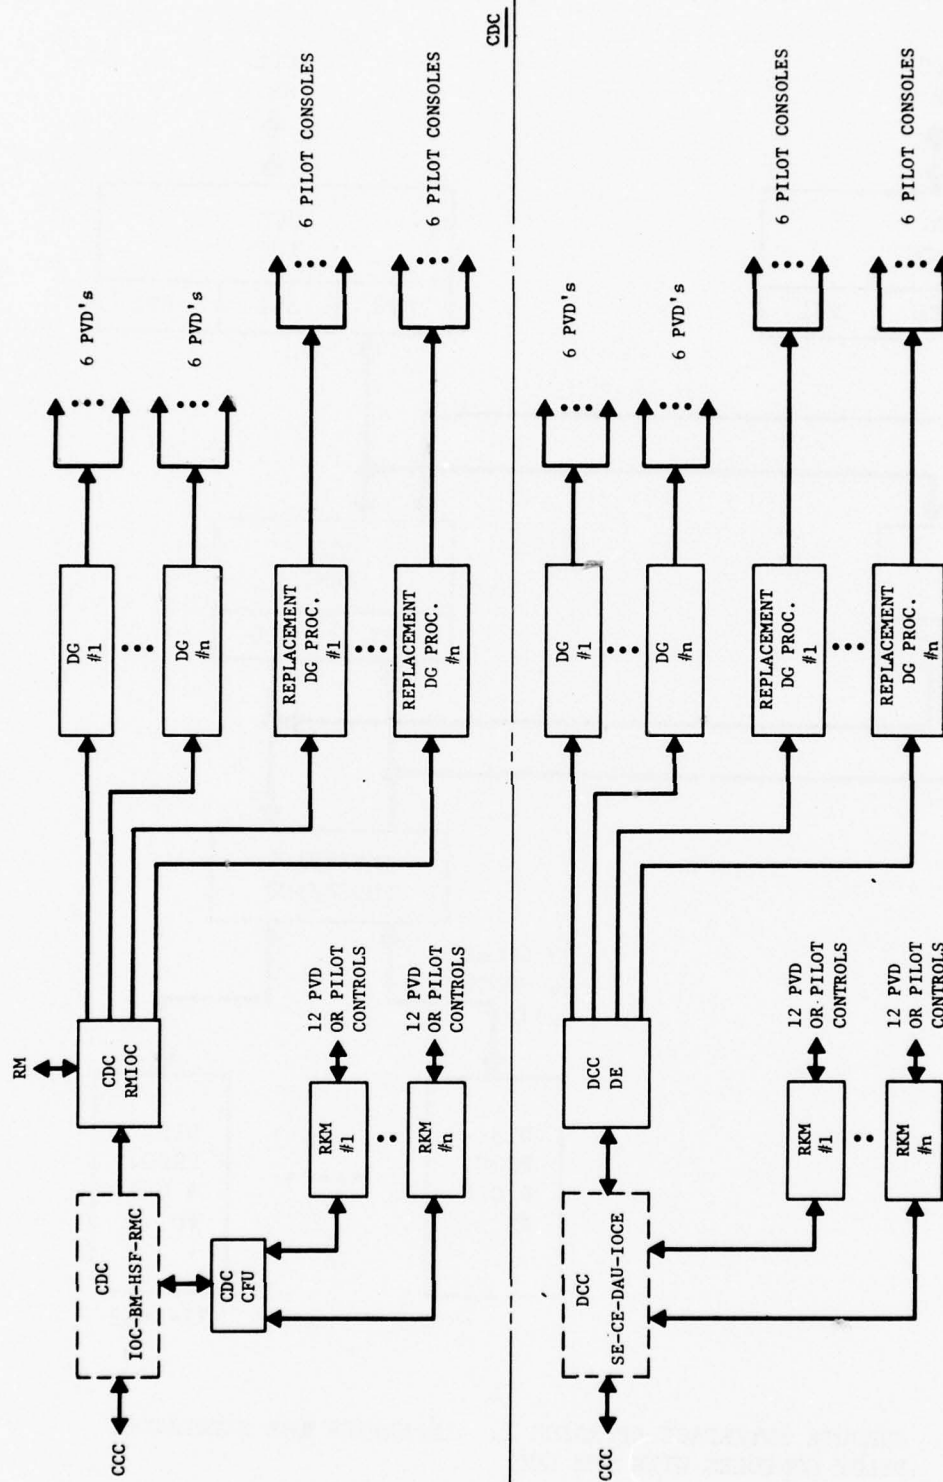 CDC
RM
CCC
CDC
IOC-BM-HSF-RMC
CDC
RMIOC
CDC
CFU
RKM
#1
RKM
#n
12 PVD
OR PILOT
CONTROLS
12 PVD
OR PILOT
CONTROLS
DG
#1
DG
#n
REPLACEMENT
DG PROC.
#1
REPLACEMENT
DG PROC.
#n
6 PVD's
6 PVD's
6 PILOT CONSOLES
6 PILOT CONSOLES
CCC
DCC
SE-CE-DAU-IOCE
DCC
DE
RKM
#1
RKM
#n
12 PVD
OR PILOT
CONTROLS
12 PVD
OR PILOT
CONTROLS
DG
#1
DG
#n
REPLACEMENT
DG PROC.
#1
REPLACEMENT
DG PROC.
#n
6 PVD's
6 PVD's
6 PILOT CONSOLES
6 PILOT CONSOLES